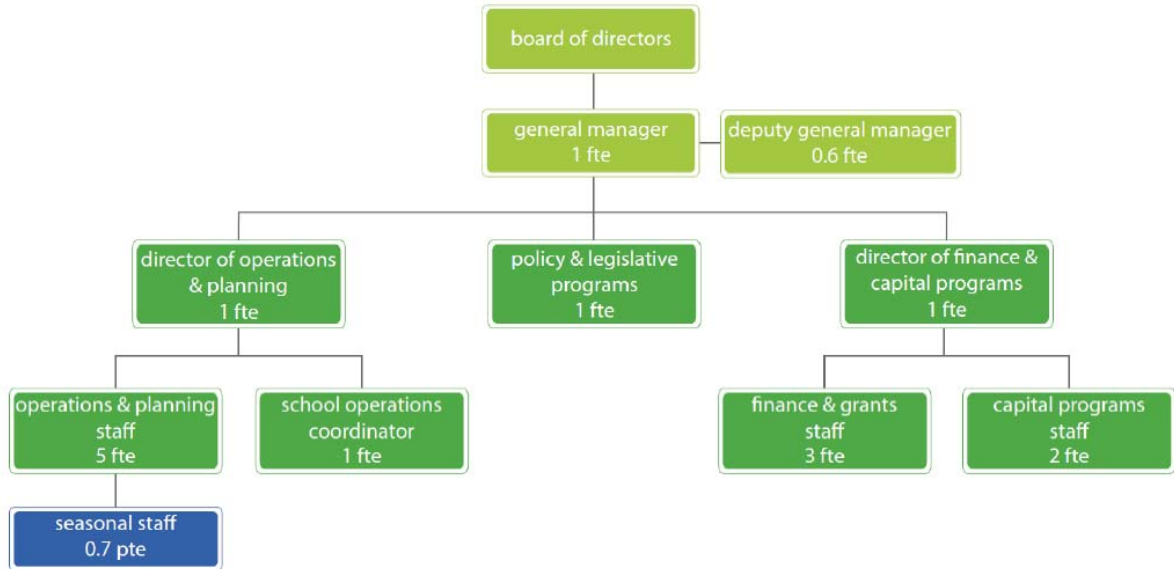 board of directors
general manager
1 fte
deputy general manager
0.6 fte
director of operations
& planning
1 fte
policy & legislative
programs
1 fte
director of finance &
capital programs
1 fte
operations & planning
staff
5 fte
school operations
coordinator
1 fte
finance & grants
staff
3 fte
capital programs
staff
2 fte
seasonal staff
0.7 pte